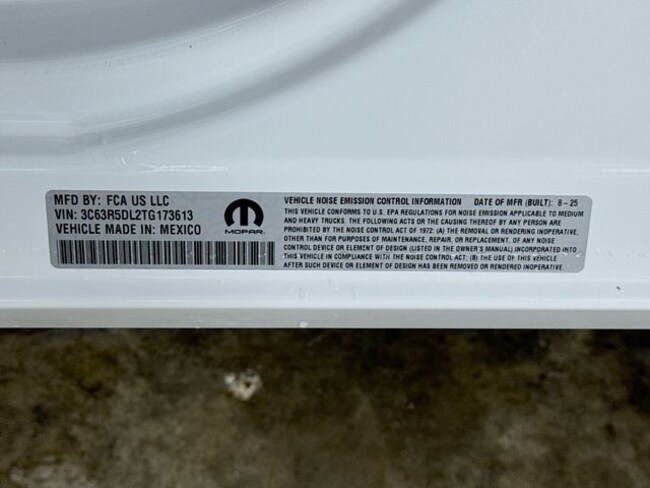 MFD BY: FCA US LLC
VIN: 3C63R5DL2TG173613
VEHICLE MADE IN: MEXICO
MOPAR
VEHICLE NOISE EMISSION CONTROL INFORMATION DATE OF MFR (BUILT): 8-25
THIS VEHICLE CONFORMS TO U.S. EPA REGULATIONS FOR NOISE EMISSION APPLICABLE TO MEDIUM
AND HEAVY TRUCKS. THE FOLLOWING ACTS OR THE CAUSING THEREOF BY ANY PERSON ARE
PROHIBITED BY THE NOISE CONTROL ACT OF 1972: (A) THE REMOVAL OR RENDERING INOPERATIVE,
OTHER THAN FOR PURPOSES OF MAINTENANCE, REPAIR, OR REPLACEMENT, OF ANY NOISE
CONTROL DEVICE OR ELEMENT OF DESIGN (LISTED IN THE OWNER'S MANUAL) INCORPORATED INTO
THIS VEHICLE IN COMPLIANCE WITH THE NOISE CONTROL ACT; (B) THE USE OF THIS VEHICLE
AFTER SUCH DEVICE OR ELEMENT OF DESIGN HAS BEEN REMOVED OR RENDERED INOPERATIVE.